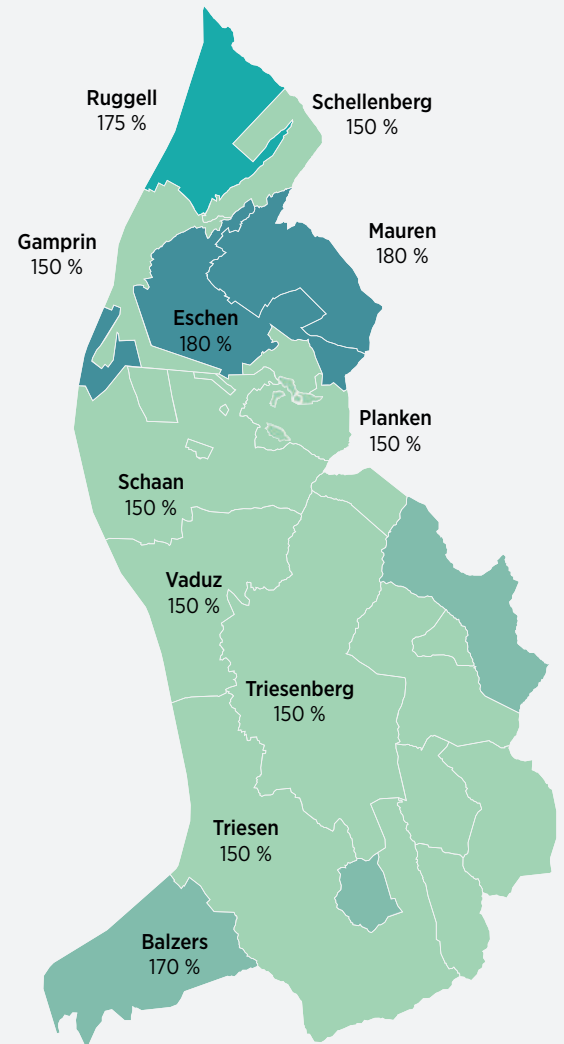 Ruggell
175 %
Schellenberg
150 %
Gamprin
150 %
Mauren
180 %
Eschen
180 %
Planken
150 %
Schaan
150 %
Vaduz
150 %
Triesenberg
150 %
Triesen
150 %
Balzers
170 %